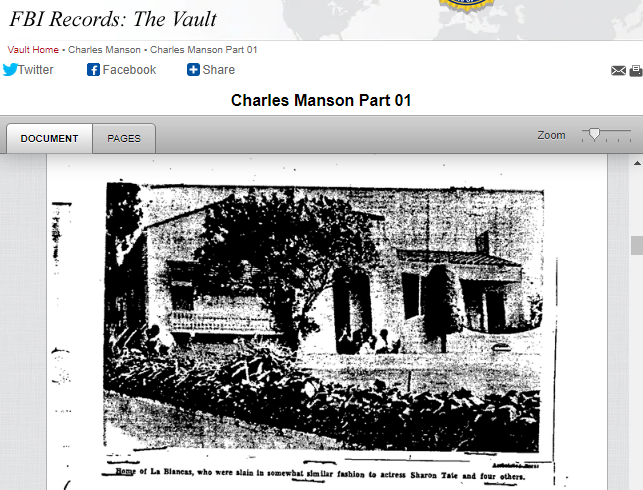 FBI Records: The Vault
Vault Home • Charles Manson • Charles Manson Part 01
Twitter Facebook Share
Charles Manson Part 01
DOCUMENT PAGES Zoom
Home of La Biancas, who were slain in somewhat similar fashion to actress Sharon Tate and four others.